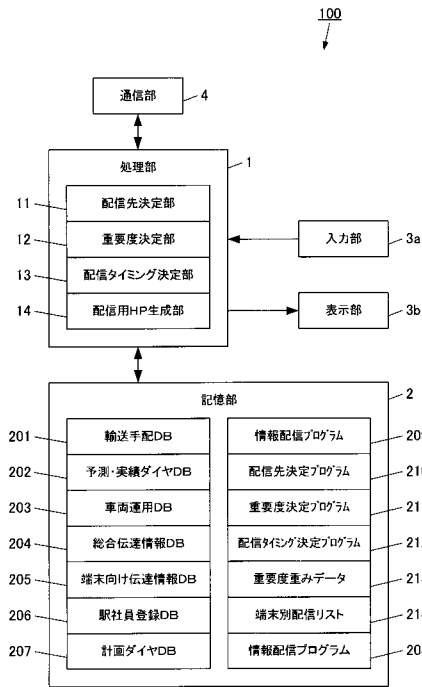 100
通信部 4
処理部 1
11 配信先決定部
12 重要度決定部
13 配信タイミング決定部
14 配信用HP生成部
入力部 3a
表示部 3b
記憶部 2
201 輸送手配DB
202 予測・実績ダイヤDB
203 車両運用DB
204 総合伝達情報DB
205 端末向け伝達情報DB
206 駅社員登録DB
207 計画ダイヤDB
情報配信プログラム
配信先決定プログラム
重要度決定プログラム
配信タイミング決定プログラム
重要度重みデータ
端末別配信リスト
情報配信プログラム